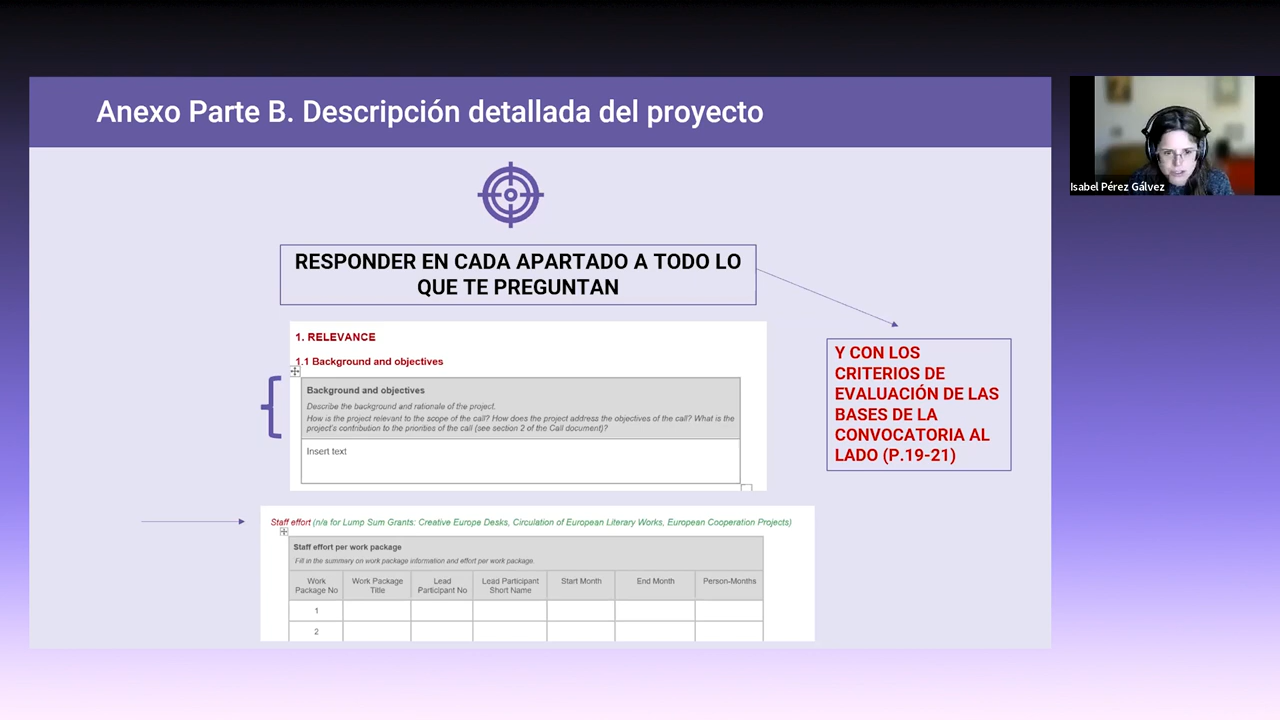 Anexo Parte B. Descripción detallada del proyecto
Isabel Pérez Gálvez
RESPONDER EN CADA APARTADO A TODO LO
QUE TE PREGUNTAN
Y CON LOS
CRITERIOS DE
EVALUACIÓN DE LAS
BASES DE LA
CONVOCATORIA AL
LADO (P.19-21)
1. RELEVANCE
1.1 Background and objectives
Background and objectives
Describe the background and rationale of the project.
How is the project relevant to the scope of the call? How does the project address the objectives of the call? What is the
project's contribution to the priorities of the call (see section 2 of the Call document)?
Insert text
Staff effort (n/a for Lump Sum Grants: Creative Europe Desks, Circulation of European Literary Works, European Cooperation Projects)
Staff effort per work package
Fill in the summary on work package information and effort per work package.
Work Package No
Work Package Title
Lead Participant No
Lead Participant Short Name
Start Month
End Month
Person-Months
1
2